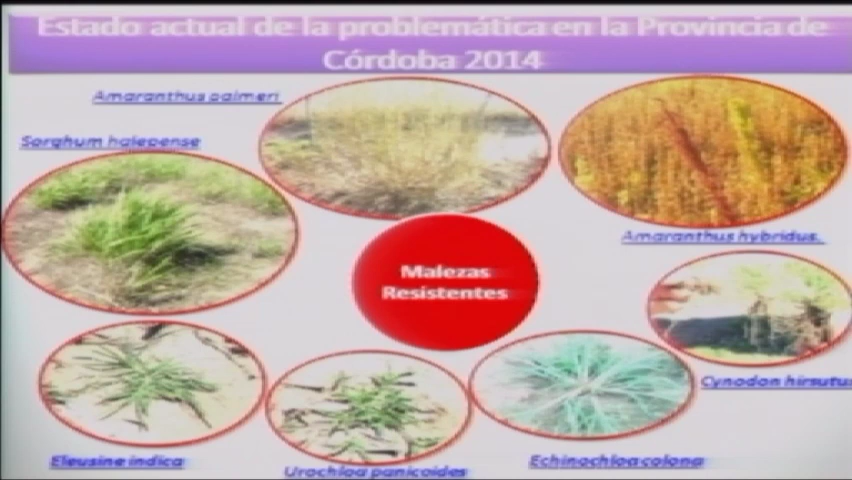 Estado actual de la problemática en la Provincia de
Córdoba 2014
Amaranthus palmeri
Sorghum halepense
Amaranthus hybridus.
Malezas
Resistentes
Cynodon hirsutus
Eleusine indica
Urochloa panicoides
Echinochloa colona